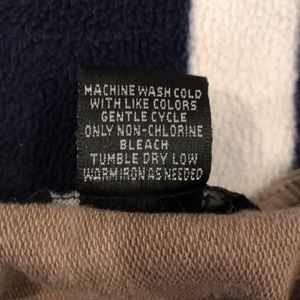 MACHINE WASH COLD
WITH LIKE COLORS
GENTLE CYCLE
ONLY NON-CHLORINE
BLEACH
TUMBLE DRY LOW
WARM IRON AS NEEDED